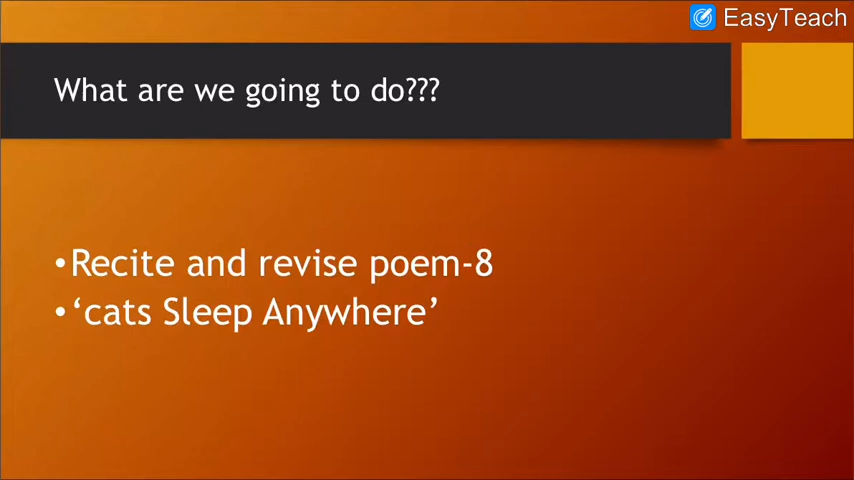 EasyTeach
What are we going to do???
•Recite and revise poem-8
•‘cats Sleep Anywhere’